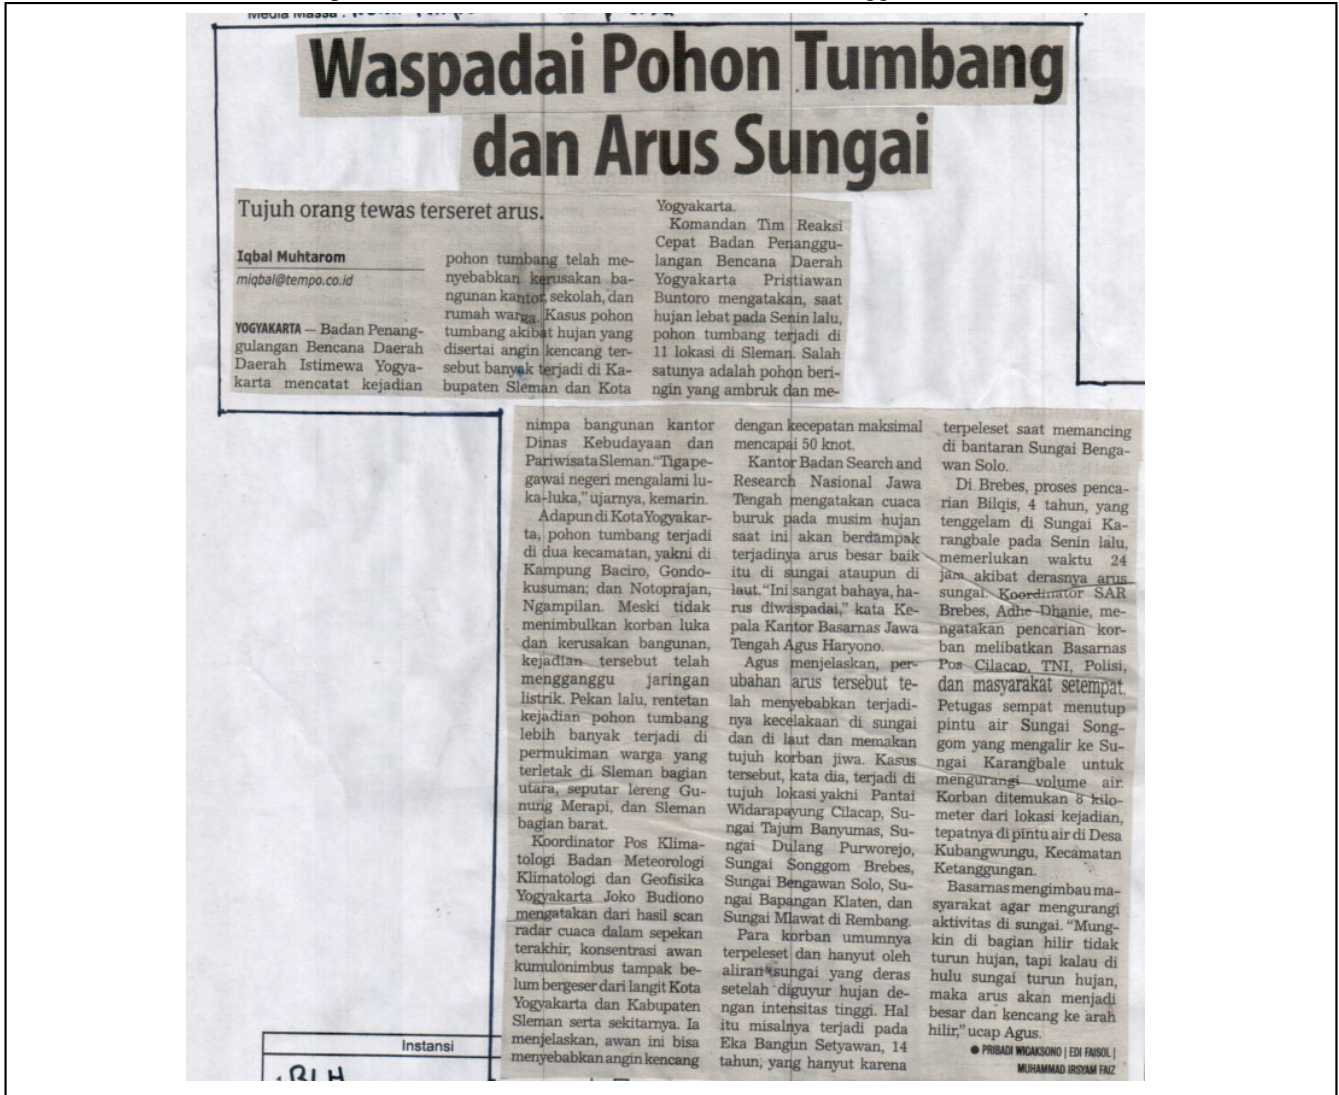 Media Massa :
Waspadai Pohon Tumbang
dan Arus Sungai
Tujuh orang tewas terseret arus.
Iqbal Muhtarom
miqbal@tempo.co.id
YOGYAKARTA — Badan Penang-
gulangan Bencana Daerah
Daerah Istimewa Yogya-
karta mencatat kejadian
pohon tumbang telah me-
nyebabkan kerusakan ba-
ngunan kantor, sekolah, dan
rumah warga. Kasus pohon
tumbang akibat hujan yang
disertai angin kencang ter-
sebut banyak terjadi di Ka-
bupaten Sleman dan Kota
Yogyakarta.
Komandan Tim Reaksi
Cepat Badan Penanggu-
langan Bencana Daerah
Yogyakarta Pristiawan
Buntoro mengatakan, saat
hujan lebat pada Senin lalu,
pohon tumbang terjadi di
11 lokasi di Sleman. Salah
satunya adalah pohon beri-
ngin yang ambruk dan me-
nimpa bangunan kantor
Dinas Kebudayaan dan
Pariwisata Sleman. “Tiga pe-
gawai negeri mengalami lu-
ka-luka,” ujarnya, kemarin.
Adapun di Kota Yogyakar-
ta, pohon tumbang terjadi
di dua kecamatan, yakni di
Kampung Baciro, Gondo-
kusuman; dan Notoprajan,
Ngampilan. Meski tidak
menimbulkan korban luka
dan kerusakan bangunan,
kejadian tersebut telah
mengganggu jaringan
listrik. Pekan lalu, rentetan
kejadian pohon tumbang
lebih banyak terjadi di
permukiman warga yang
terletak di Sleman bagian
utara, seputar lereng Gu-
nung Merapi, dan Sleman
bagian barat.
Koordinator Pos Klima-
tologi Badan Meteorologi
Klimatologi dan Geofisika
Yogyakarta Joko Budiono
mengatakan dari hasil scan
radar cuaca dalam sepekan
terakhir, konsentrasi awan
kumulonimbus tampak be-
lum bergeser dari langit Kota
Yogyakarta dan Kabupaten
Sleman serta sekitarnya. Ia
menjelaskan, awan ini bisa
menyebabkan angin kencang
dengan kecepatan maksimal
mencapai 50 knot.
Kantor Badan Search and
Research Nasional Jawa
Tengah mengatakan cuaca
buruk pada musim hujan
saat ini akan berdampak
terjadinya arus besar baik
itu di sungai ataupun di
laut. “Ini sangat bahaya, ha-
rus diwaspadai,” kata Ke-
pala Kantor Basarnas Jawa
Tengah Agus Haryono.
Agus menjelaskan, per-
ubahan arus tersebut te-
lah menyebabkan terjadi-
nya kecelakaan di sungai
dan di laut dan memakan
tujuh korban jiwa. Kasus
tersebut, kata dia, terjadi di
tujuh lokasi yakni Pantai
Widarapayung Cilacap, Su-
ngai Tajum Banyumas, Su-
ngai Dulang Purworejo,
Sungai Songgom Brebes,
Sungai Bengawan Solo, Su-
ngai Bapangan Klaten, dan
Sungai Mlawat di Rembang.
Para korban umumnya
terpeleset dan hanyut oleh
aliran sungai yang deras
setelah diguyur hujan de-
ngan intensitas tinggi. Hal
itu misalnya terjadi pada
Eka Bangun Setyawan, 14
tahun, yang hanyut karena
terpeleset saat memancing
di bantaran Sungai Benga-
wan Solo.
Di Brebes, proses penca-
rian Bilqis, 4 tahun, yang
tenggelam di Sungai Ka-
rangbale pada Senin lalu,
memerlukan waktu 24
jam akibat derasnya arus
sungai. Koordinator SAR
Brebes, Adhe Dhanie, me-
ngatakan pencarian kor-
ban melibatkan Basarnas
Pos Cilacap, TNI, Polisi,
dan masyarakat setempat.
Petugas sempat menutup
pintu air Sungai Song-
gom yang mengalir ke Su-
ngai Karangbale untuk
mengurangi volume air.
Korban ditemukan 8 kilo-
meter dari lokasi kejadian,
tepatnya di pintu air di Desa
Kubangwungu, Kecamatan
Ketanggungan.
Basarnas mengimbau ma-
syarakat agar mengurangi
aktivitas di sungai. “Mung-
kin di bagian hilir tidak
turun hujan, tapi kalau di
hulu sungai turun hujan,
maka arus akan menjadi
besar dan kencang ke arah
hilir,” ucap Agus.
● PRIBADI WICAKSONO | EDI FAISOL |
MUHAMMAD IRSYAM FAIZ
Instansi
BLH